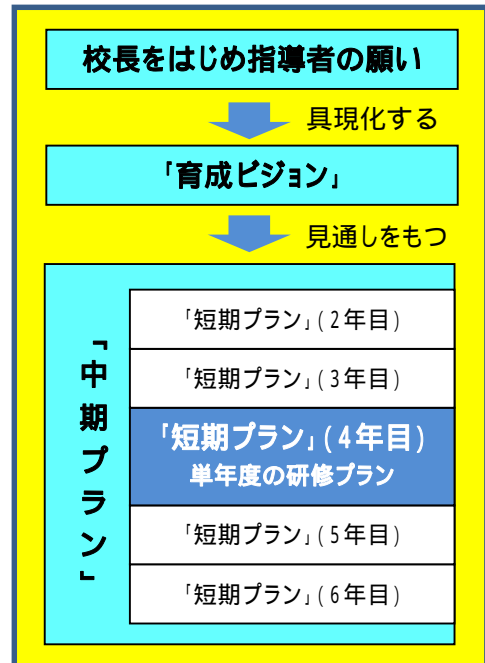 校長をはじめ指導者の願い
具現化する
「育成ビジョン」
見通しをもつ
「中期プラン」
「短期プラン」(2年目)
「短期プラン」(3年目)
「短期プラン」(4年目)
単年度の研修プラン
「短期プラン」(5年目)
「短期プラン」(6年目)